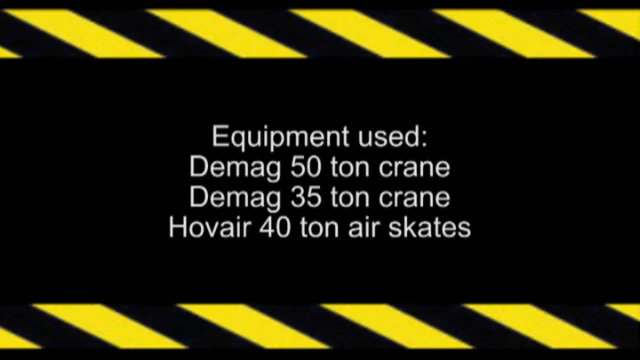 Equipment used:
Demag 50 ton crane
Demag 35 ton crane
Hovair 40 ton air skates